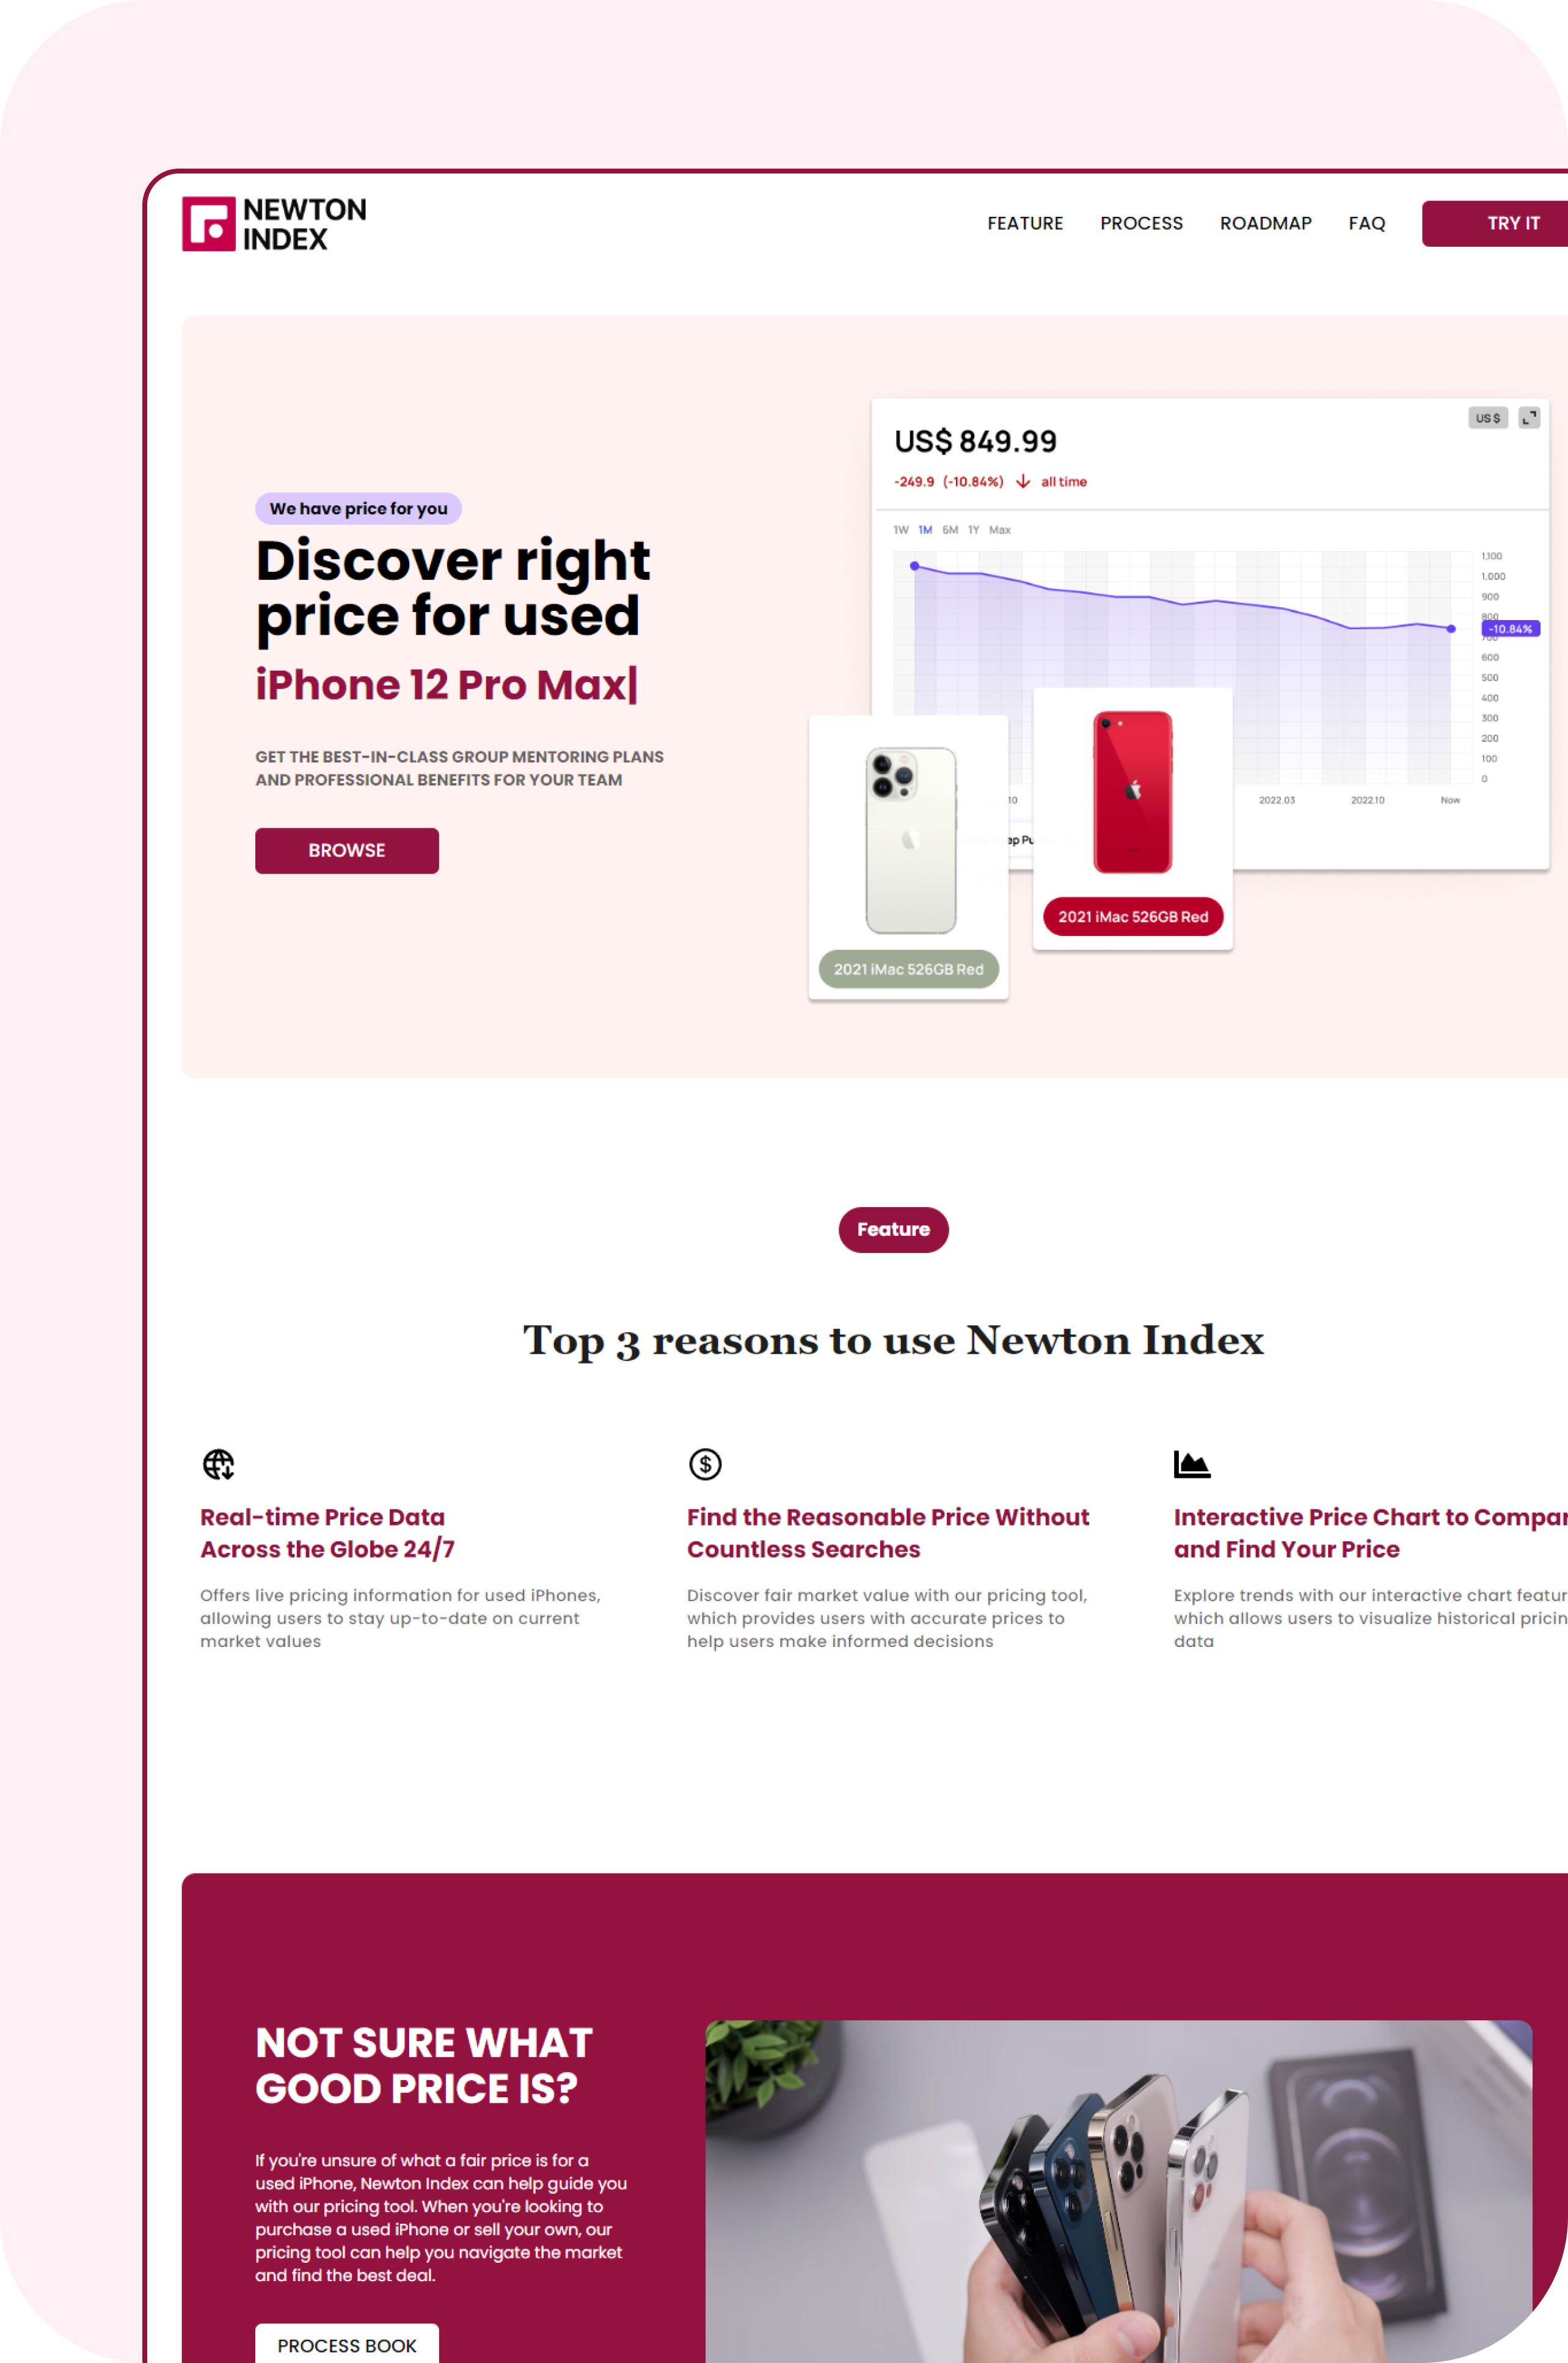 NEWTON
INDEX
FEATURE PROCESS ROADMAP FAQ TRY IT
We have price for you
Discover right
price for used
iPhone 12 Pro Max|
GET THE BEST-IN-CLASS GROUP MENTORING PLANS
AND PROFESSIONAL BENEFITS FOR YOUR TEAM
BROWSE
US $
US$ 849.99
-249.9 (-10.84%) ↓ all time
1W 1M 6M 1Y Max
1,100
1.000
900
800
-10.84%
700
600
500
400
300
200
100
0
10 2022.03 2022.10 Now
ep Pu
2021 iMac 526GB Red
2021 iMac 526GB Red
Feature
Top 3 reasons to use Newton Index
Real-time Price Data
Across the Globe 24/7
Offers live pricing information for used iPhones,
allowing users to stay up-to-date on current
market values
Find the Reasonable Price Without
Countless Searches
Discover fair market value with our pricing tool,
which provides users with accurate prices to
help users make informed decisions
Interactive Price Chart to Compar
and Find Your Price
Explore trends with our interactive chart featur
which allows users to visualize historical pricin
data
NOT SURE WHAT
GOOD PRICE IS?
If you're unsure of what a fair price is for a
used iPhone, Newton Index can help guide you
with our pricing tool. When you're looking to
purchase a used iPhone or sell your own, our
pricing tool can help you navigate the market
and find the best deal.
PROCESS BOOK